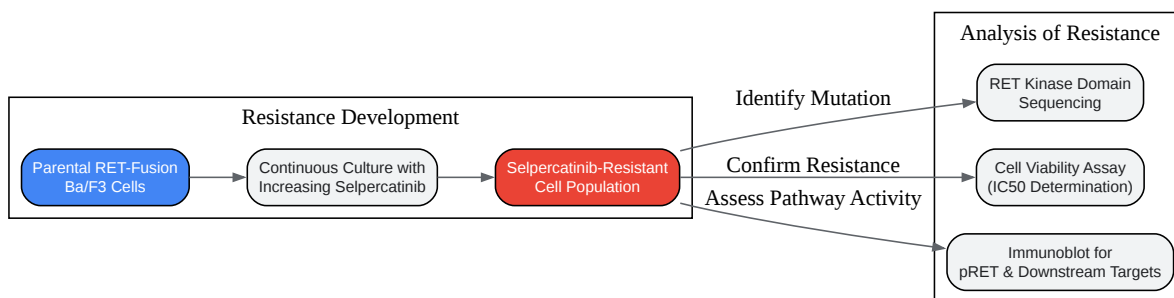 Resistance Development
Parental RET-Fusion
Ba/F3 Cells
Continuous Culture with
Increasing Selpercatinib
Selpercatinib-Resistant
Cell Population
Identify Mutation
Confirm Resistance
Assess Pathway Activity
Analysis of Resistance
RET Kinase Domain
Sequencing
Cell Viability Assay
(IC50 Determination)
Immunoblot for
pRET & Downstream Targets